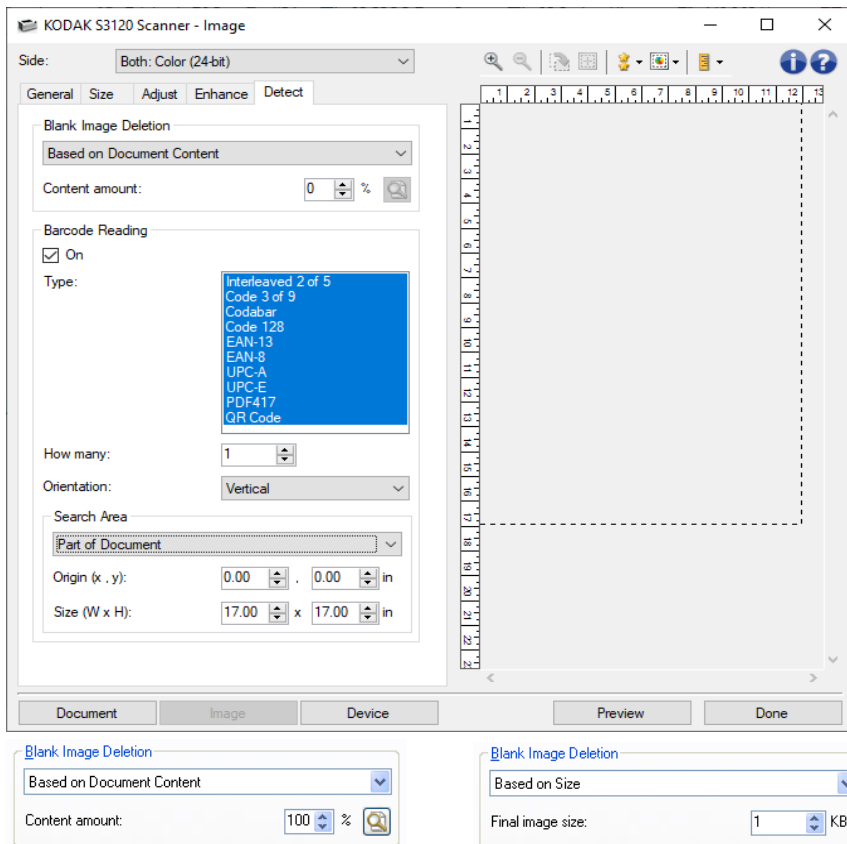 KODAK S3120 Scanner - Image
Side: Both: Color (24-bit)
General Size Adjust Enhance Detect
Blank Image Deletion
Based on Document Content
Content amount: 0 %
Barcode Reading
On
Type: Interleaved 2 of 5
Code 3 of 9
Codabar
Code 128
EAN-13
EAN-8
UPC-A
UPC-E
PDF417
QR Code
How many: 1
Orientation: Vertical
Search Area
Part of Document
Origin (x , y): 0.00 , 0.00 in
Size (W x H): 17.00 x 17.00 in
1 2 3 4 5 6 7 8 9 10 11 12 13
1
2
3
4
5
6
7
8
9
10
11
12
13
14
15
16
17
18
19
20
21
22
Document Image Device Preview Done
Blank Image Deletion
Based on Document Content
Content amount: 100 %
Blank Image Deletion
Based on Size
Final image size: 1 KB